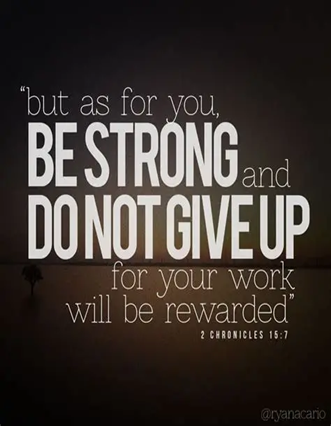 “but as for you,
BE STRONG and
DO NOT GIVE UP
for your work
will be rewarded”
2 CHRONICLES 15:7
@ryanacario